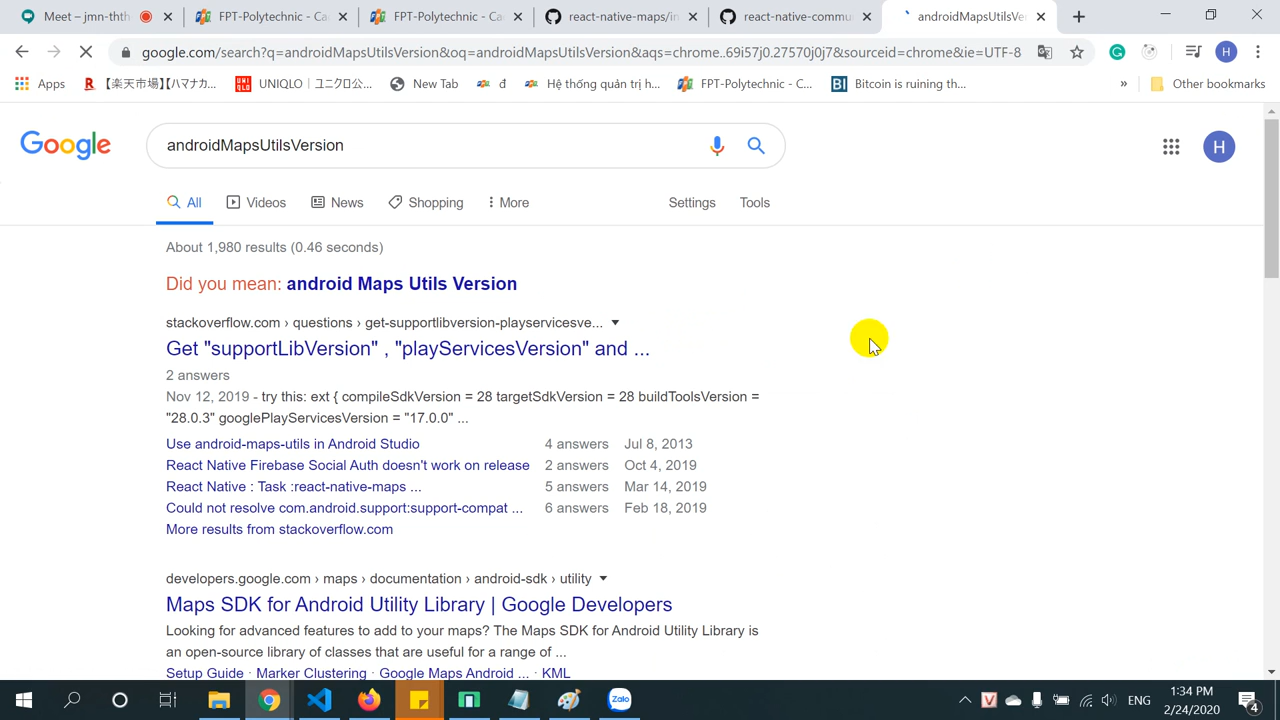 Meet – jmn-thth
FPT-Polytechnic - Ca
FPT-Polytechnic - Ca
react-native-maps/in
react-native-commu
androidMapsUtilsVer
google.com/search?q=androidMapsUtilsVersion&oq=androidMapsUtilsVersion&aqs=chrome..69i57j0.27570j0j7&sourceid=chrome&ie=UTF-8
H
Apps
【楽天市場】【ハマナカ...
UNIQLO｜ユニクロ公...
New Tab
đ
Hệ thống quản trị h...
FPT-Polytechnic - C...
BI
Bitcoin is ruining th...
»
Other bookmarks
Google
androidMapsUtilsVersion
H
All
Videos
News
Shopping
More
Settings
Tools
About 1,980 results (0.46 seconds)
Did you mean: android Maps Utils Version
stackoverflow.com › questions › get-supportlibversion-playservicesve...
Get "supportLibVersion" , "playServicesVersion" and ...
2 answers
Nov 12, 2019 - try this: ext { compileSdkVersion = 28 targetSdkVersion = 28 buildToolsVersion =
"28.0.3" googlePlayServicesVersion = "17.0.0" ...
Use android-maps-utils in Android Studio 4 answers Jul 8, 2013
React Native Firebase Social Auth doesn't work on release 2 answers Oct 4, 2019
React Native : Task :react-native-maps ... 5 answers Mar 14, 2019
Could not resolve com.android.support:support-compat ... 6 answers Feb 18, 2019
More results from stackoverflow.com
developers.google.com › maps › documentation › android-sdk › utility
Maps SDK for Android Utility Library | Google Developers
Looking for advanced features to add to your maps? The Maps SDK for Android Utility Library is
an open-source library of classes that are useful for a range of ...
Setup Guide · Marker Clustering · Google Maps Android ... · KML
Zalo
ENG
1:34 PM
2/24/2020
4